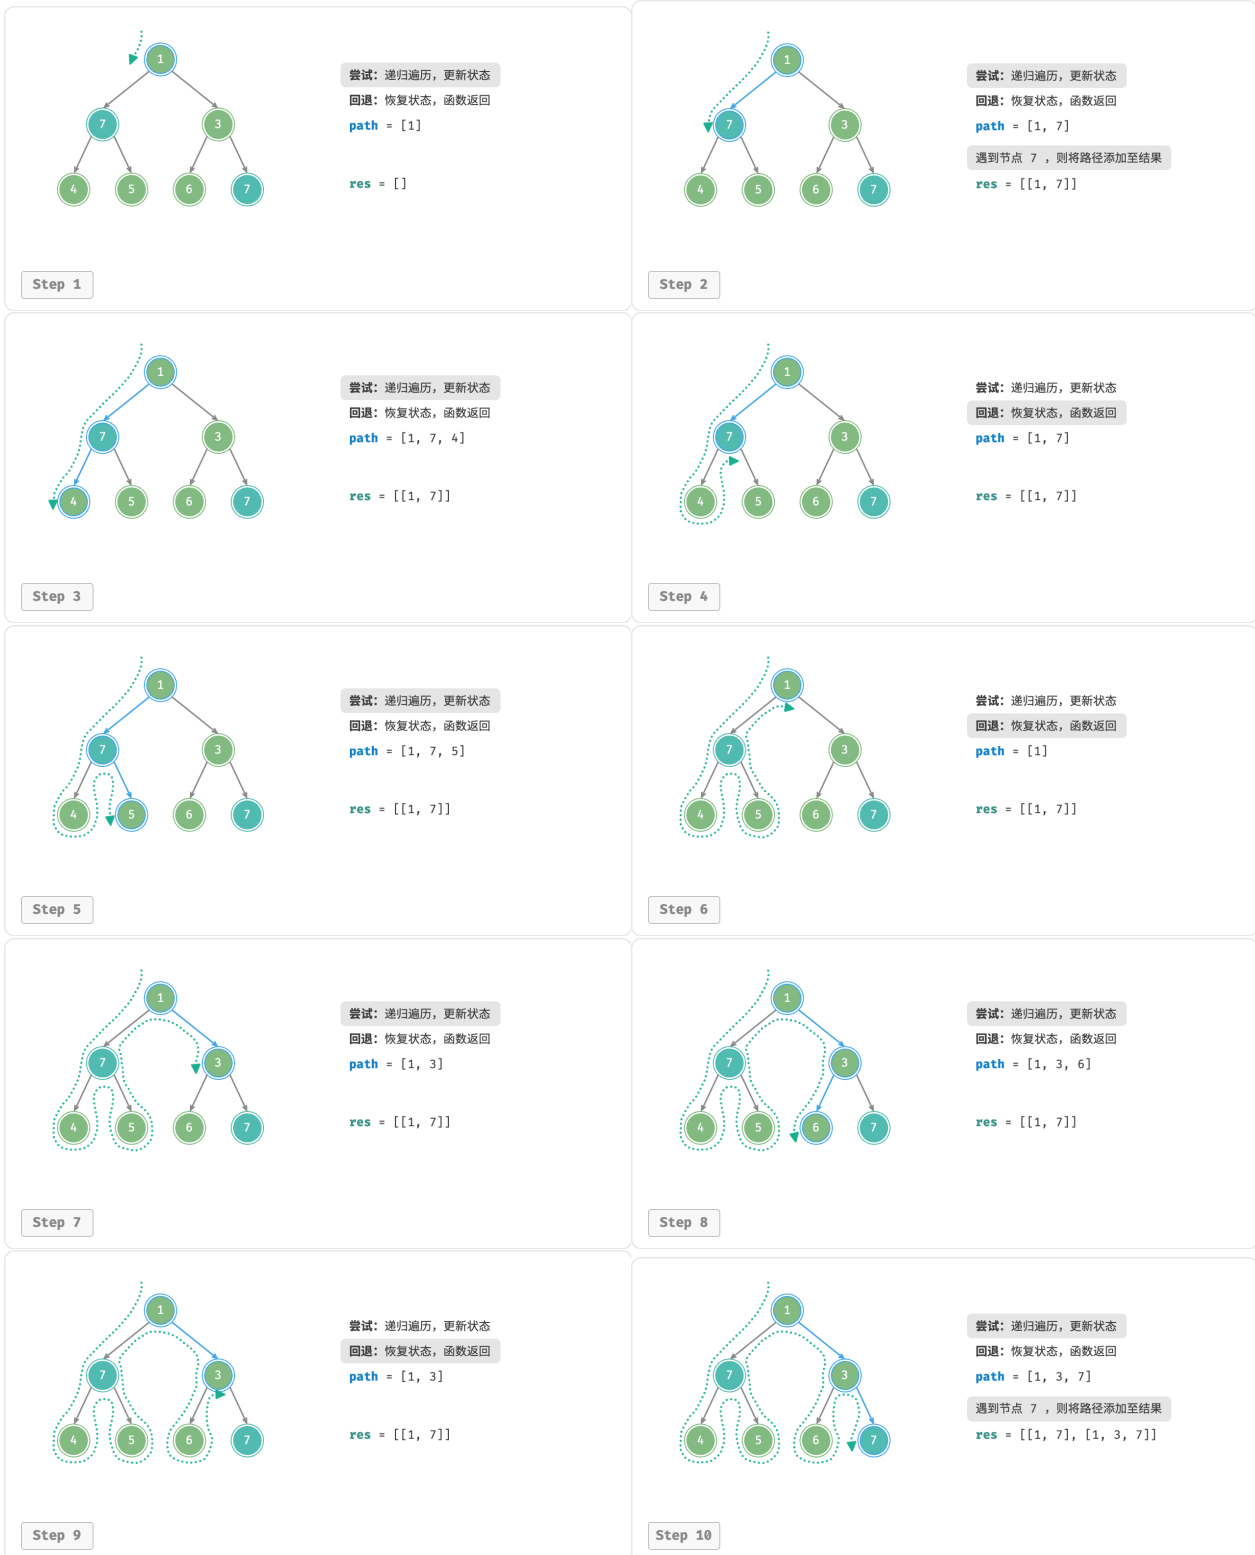 1
尝试：递归遍历，更新状态
回退：恢复状态，函数返回
7 3
path = [1]
4 5 6 7
res = []
Step 1
1
尝试：递归遍历，更新状态
回退：恢复状态，函数返回
7 3
path = [1, 7]
遇到节点 7 ，则将路径添加至结果
4 5 6 7
res = [[1, 7]]
Step 2
1
尝试：递归遍历，更新状态
回退：恢复状态，函数返回
7 3
path = [1, 7, 4]
4 5 6 7
res = [[1, 7]]
Step 3
1
尝试：递归遍历，更新状态
回退：恢复状态，函数返回
7 3
path = [1, 7]
4 5 6 7
res = [[1, 7]]
Step 4
1
尝试：递归遍历，更新状态
回退：恢复状态，函数返回
7 3
path = [1, 7, 5]
4 5 6 7
res = [[1, 7]]
Step 5
1
尝试：递归遍历，更新状态
回退：恢复状态，函数返回
7 3
path = [1]
4 5 6 7
res = [[1, 7]]
Step 6
1
尝试：递归遍历，更新状态
回退：恢复状态，函数返回
7 3
path = [1, 3]
4 5 6 7
res = [[1, 7]]
Step 7
1
尝试：递归遍历，更新状态
回退：恢复状态，函数返回
7 3
path = [1, 3, 6]
4 5 6 7
res = [[1, 7]]
Step 8
1
尝试：递归遍历，更新状态
回退：恢复状态，函数返回
7 3
path = [1, 3]
4 5 6 7
res = [[1, 7]]
Step 9
1
尝试：递归遍历，更新状态
回退：恢复状态，函数返回
7 3
path = [1, 3, 7]
遇到节点 7 ，则将路径添加至结果
4 5 6 7
res = [[1, 7], [1, 3, 7]]
Step 10